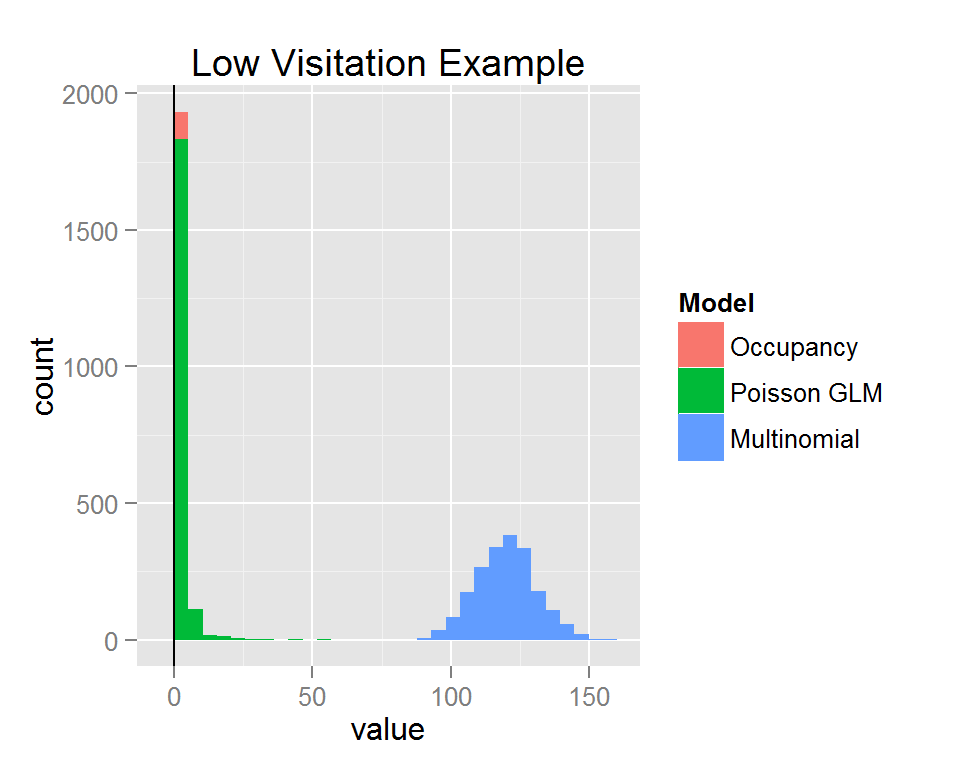 Low Visitation Example
2000
1500
1000
500
0
count
0 50 100 150
value
Model
Occupancy
Poisson GLM
Multinomial